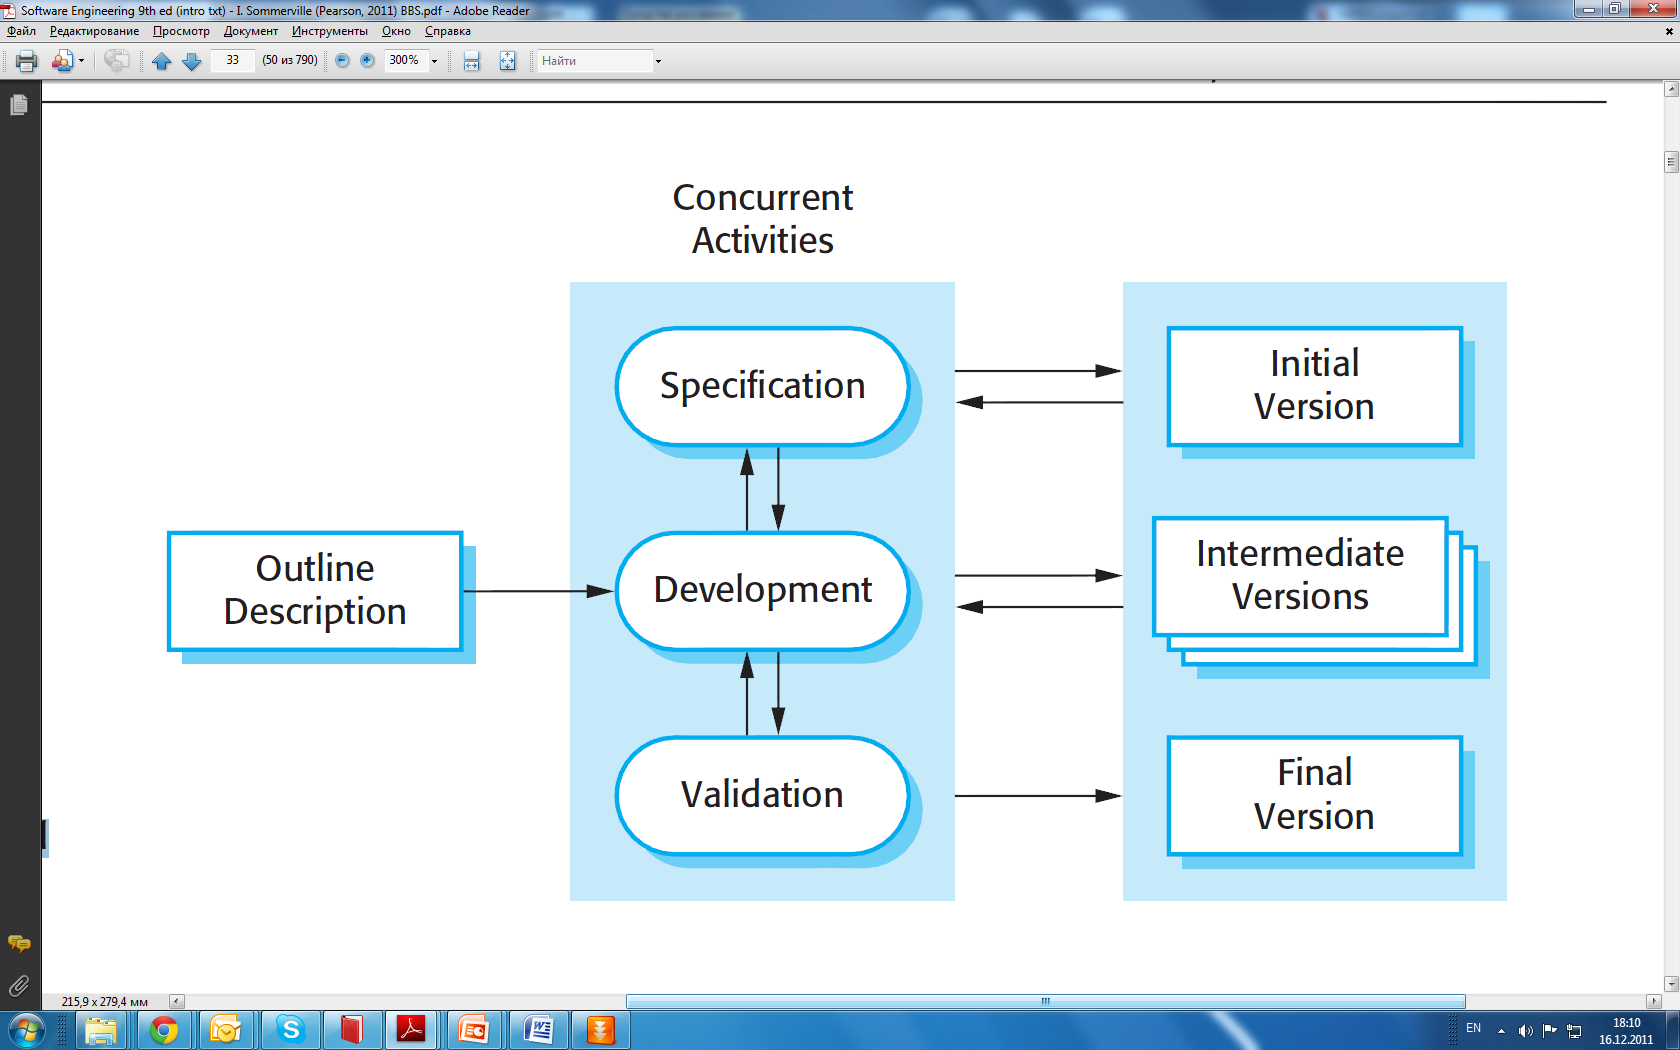 Software Engineering 9th ed (intro txt) - I. Sommerville (Pearson, 2011) BBS.pdf - Adobe Reader
Файл Редактирование Просмотр Документ Инструменты Окно Справка
33 (50 из 790) 300% Найти
Concurrent
Activities
Specification
Initial
Version
Outline
Description
Development
Intermediate
Versions
Validation
Final
Version
215,9 x 279,4 мм
EN
18:10
16.12.2011